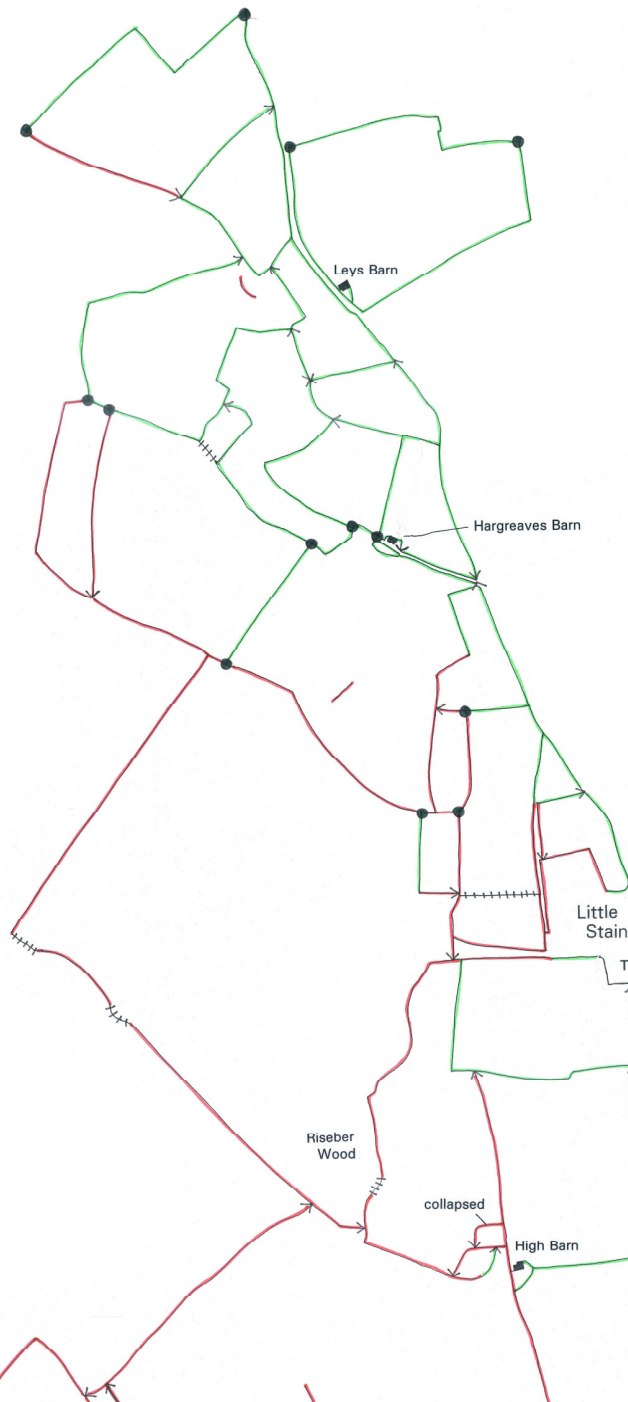 Leys Barn
Hargreaves Barn
Little
Stain
T
Riseber
Wood
collapsed
High Barn